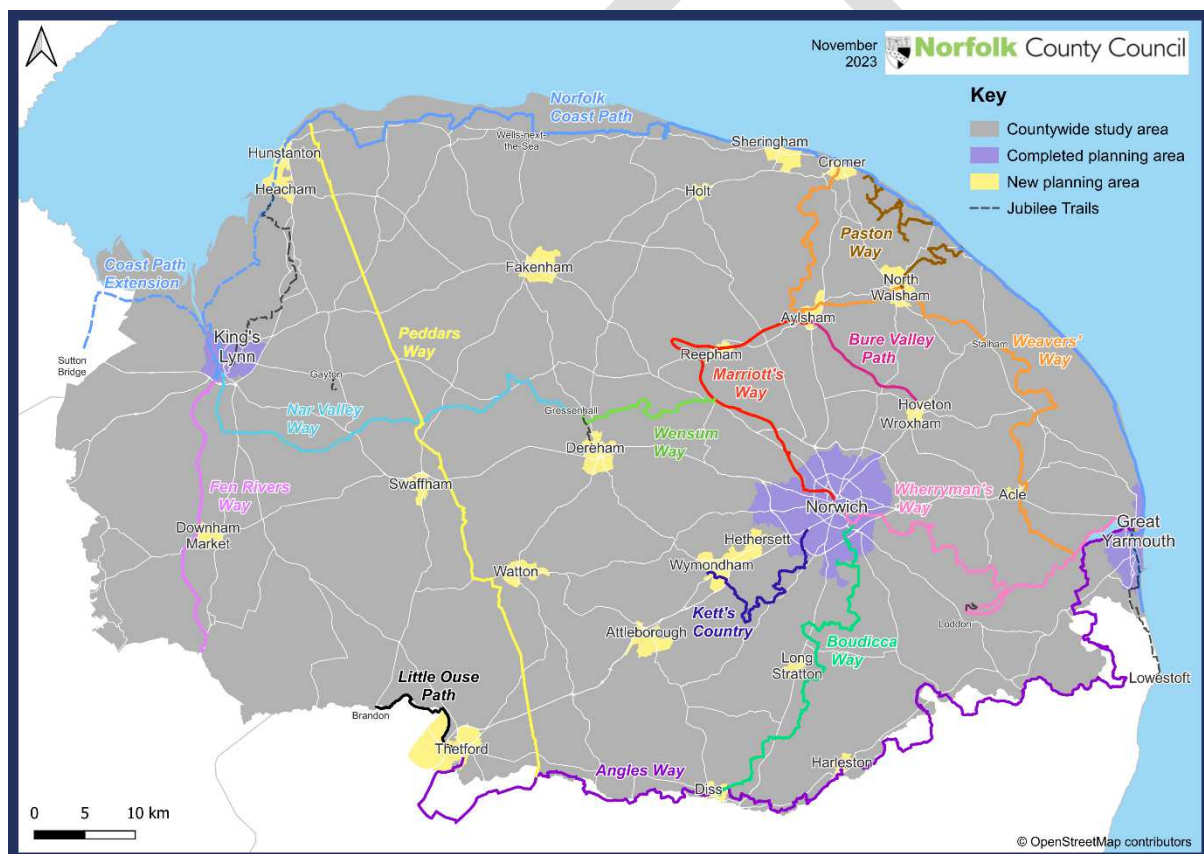 November
2023
Norfolk County Council
Key
Countywide study area
Completed planning area
New planning area
Jubilee Trails
Norfolk
Coast Path
Wells-next-
the-Sea
Sheringham
Cromer
Hunstanton
Heacham
Holt
Paston
Way
Coast Path
Extension
Fakenham
North
Walsham
Aylsham
King's
Lynn
Peddars
Way
Reepham
Bure Valley
Path
Stalham
Weavers'
Way
Sutton
Bridge
Gayton
Marriott's
Way
Nar Valley
Way
Gressenhall
Hoveton
Wroxham
Wensum
Way
Dereham
Swaffham
Fen Rivers
Way
Norwich
Wherryman's
Way
Acle
Downham
Market
Great
Yarmouth
Hethersett
Wymondham
Watton
Kett's
Country
Attleborough
Loddon
Boudicca
Way
Long
Stratton
Lowestoft
Little Ouse
Path
Brandon
Thetford
Harleston
Angles Way
Diss
0 5 10 km
© OpenStreetMap contributors